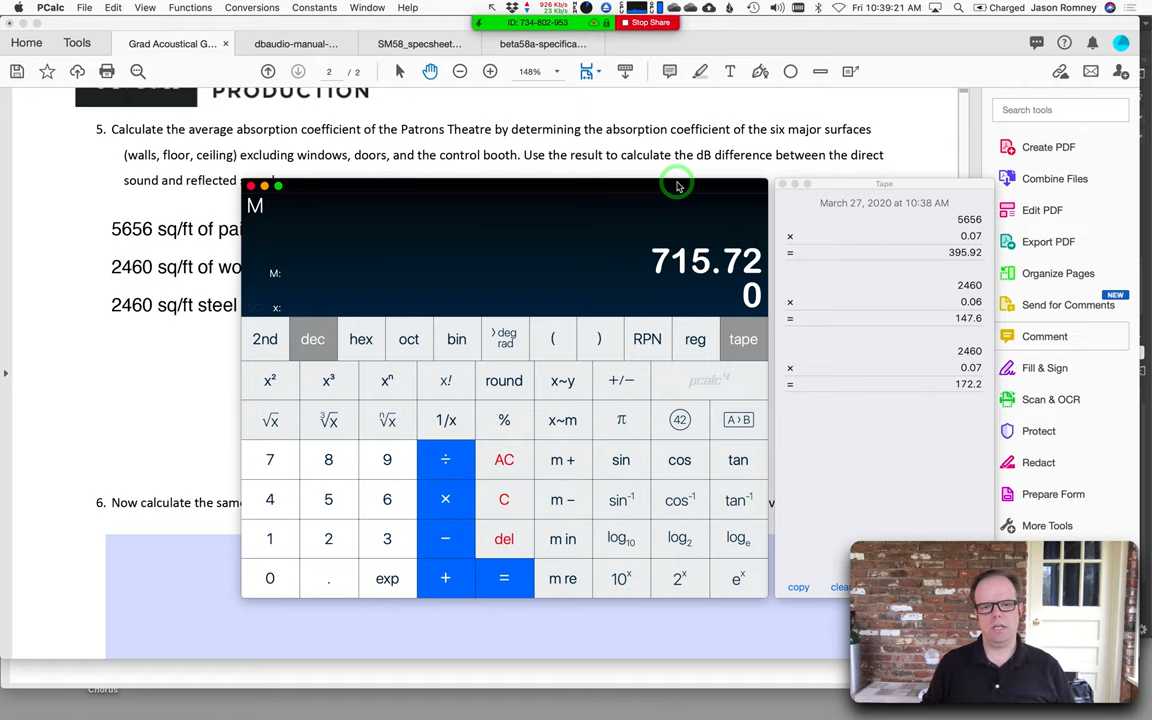 PCalc File Edit View Functions Conversions Constants Window Help
926 Kb/s
23 Kb/s
Fri 10:39:21 AM Charged Jason Romney
ID: 734-802-953 Stop Share
Home Tools Grad Acoustical G... × dbaudio-manual-... SM58_specsheet... beta58a-specifica...
2 / 2 148%
PRODUCTION
5. Calculate the average absorption coefficient of the Patrons Theatre by determining the absorption coefficient of the six major surfaces
(walls, floor, ceiling) excluding windows, doors, and the control booth. Use the result to calculate the dB difference between the direct
sound and reflected
5656 sq/ft of pai
2460 sq/ft of wo
2460 sq/ft steel
6. Now calculate the same
M
M: 715.72
x: 0
2nd dec hex oct bin deg rad ( ) RPN reg tape
x² x³ xⁿ x! round x~y +/− pcalc⁴
√x ³√x ⁿ√x 1/x % x~m π 42 A›B
7 8 9 ÷ AC m + sin cos tan
4 5 6 × C m − sin⁻¹ cos⁻¹ tan⁻¹
1 2 3 − del m in log₁₀ log₂ logₑ
0 . exp + = m re 10ˣ 2ˣ eˣ
Tape
March 27, 2020 at 10:38 AM
5656
× 0.07
= 395.92
2460
× 0.06
= 147.6
2460
× 0.07
= 172.2
copy clea
Search tools
Create PDF
Combine Files
Edit PDF
Export PDF
Organize Pages
NEW
Send for Comments
Comment
Fill & Sign
Scan & OCR
Protect
Redact
Prepare Form
More Tools
Chorus